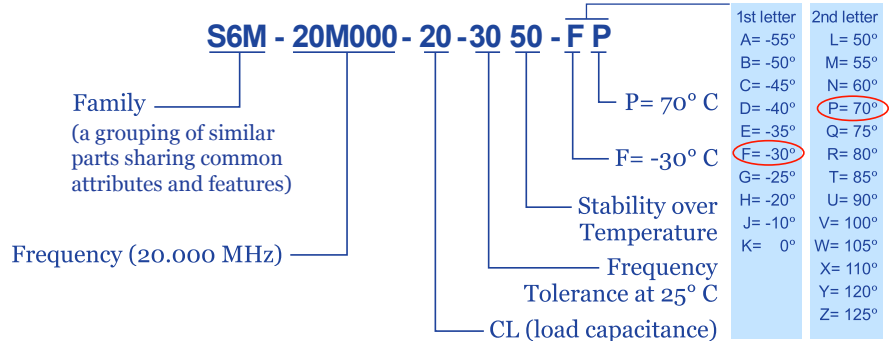 S6M - 20M000 - 20 - 30 50 - F P
Family
(a grouping of similar
parts sharing common
attributes and features)
Frequency (20.000 MHz)
P= 70° C
F= -30° C
Stability over
Temperature
Frequency
Tolerance at 25° C
CL (load capacitance)
1st letter
A= -55°
B= -50°
C= -45°
D= -40°
E= -35°
F= -30°
G= -25°
H= -20°
J= -10°
K= 0°
2nd letter
L= 50°
M= 55°
N= 60°
P= 70°
Q= 75°
R= 80°
T= 85°
U= 90°
V= 100°
W= 105°
X= 110°
Y= 120°
Z= 125°